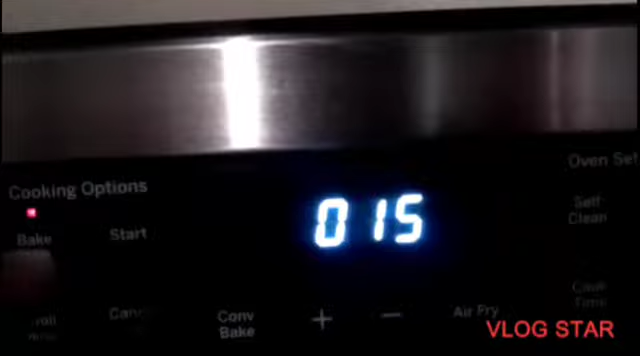 Oven Set
Cooking Options
Self
Clean
Bake
Start
015
Cook
Time
Conv
Bake
+
−
Air Fry
VLOG STAR